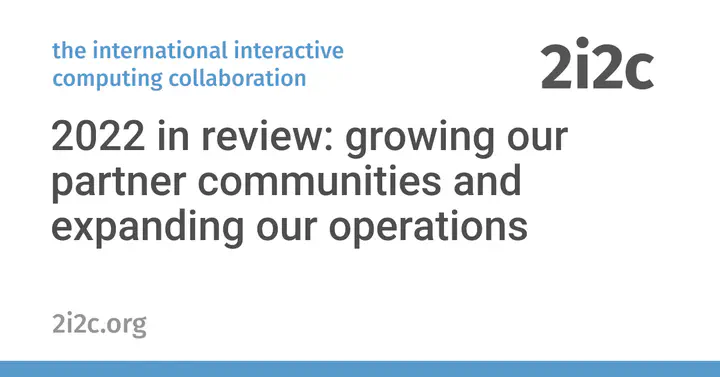 the international interactive
computing collaboration
2i2c
2022 in review: growing our
partner communities and
expanding our operations
2i2c.org